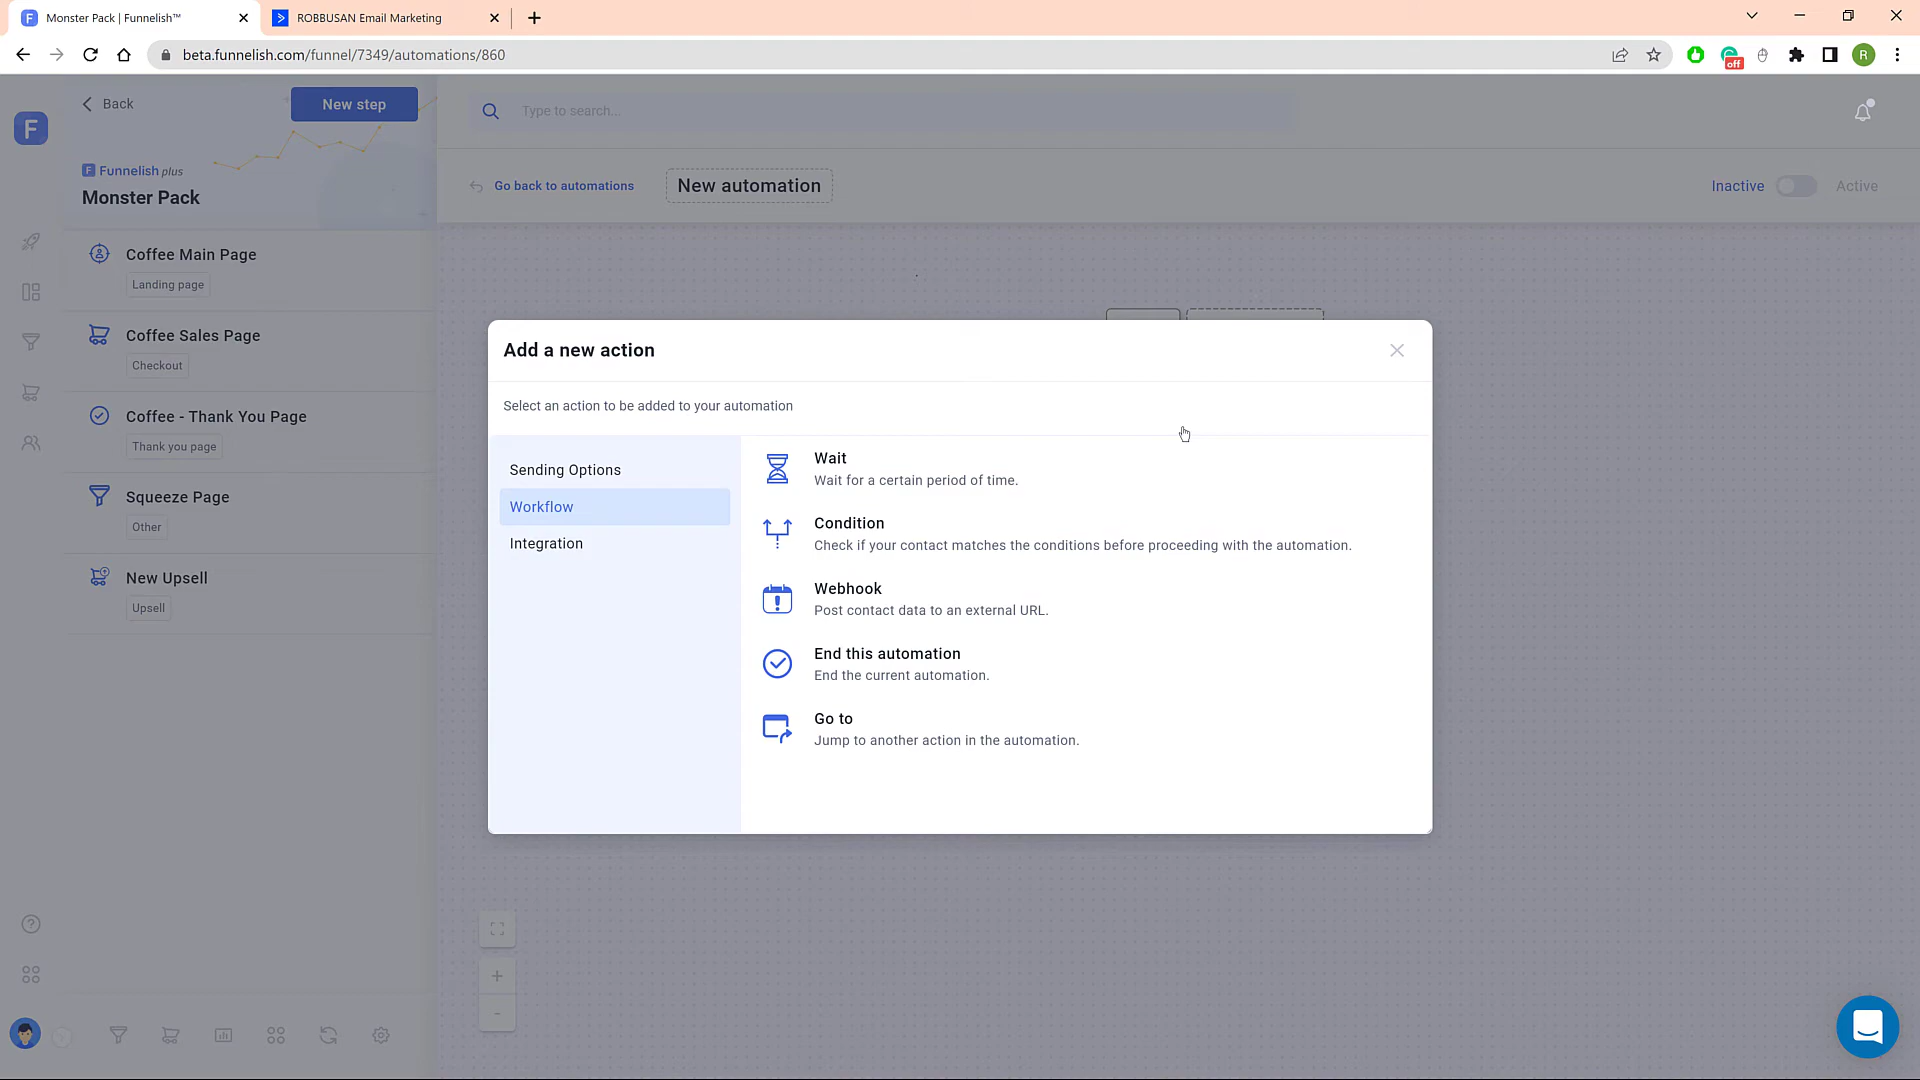 Monster Pack | Funnelish™
ROBBUSAN Email Marketing
beta.funnelish.com/funnel/7349/automations/860
off
R
Back
New step
Type to search...
F
F Funnelish plus
Monster Pack
Go back to automations
New automation
Inactive
Active
Coffee Main Page
Landing page
Coffee Sales Page
Checkout
Coffee - Thank You Page
Thank you page
Squeeze Page
Other
New Upsell
Upsell
Add a new action
Select an action to be added to your automation
Sending Options
Workflow
Integration
Wait
Wait for a certain period of time.
Condition
Check if your contact matches the conditions before proceeding with the automation.
Webhook
Post contact data to an external URL.
End this automation
End the current automation.
Go to
Jump to another action in the automation.